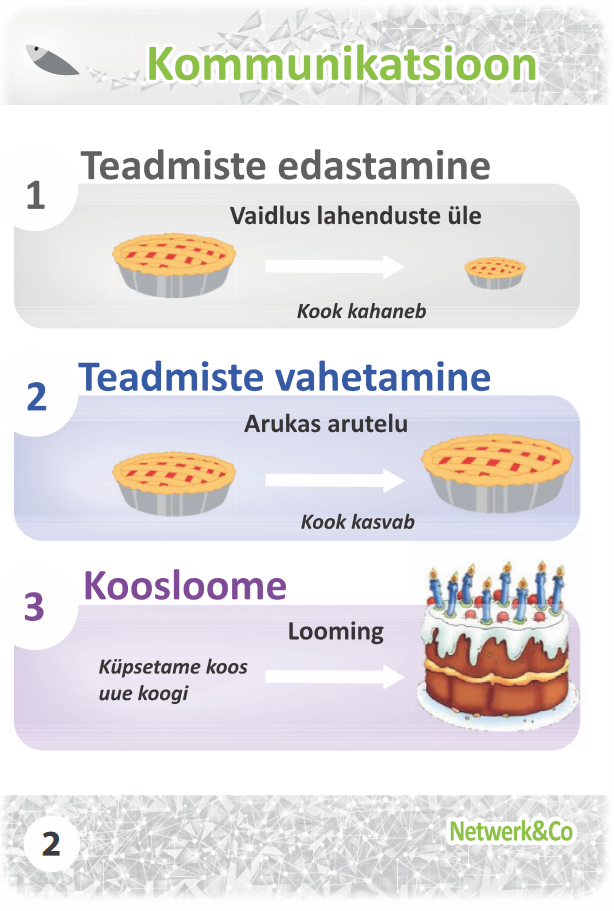 Kommunikatsioon
1
Teadmiste edastamine
Vaidlus lahenduste üle
Kook kahaneb
2
Teadmiste vahetamine
Arukas arutelu
Kook kasvab
3
Koosloome
Looming
Küpsetame koos
uue koogi
2
Netwerk&Co